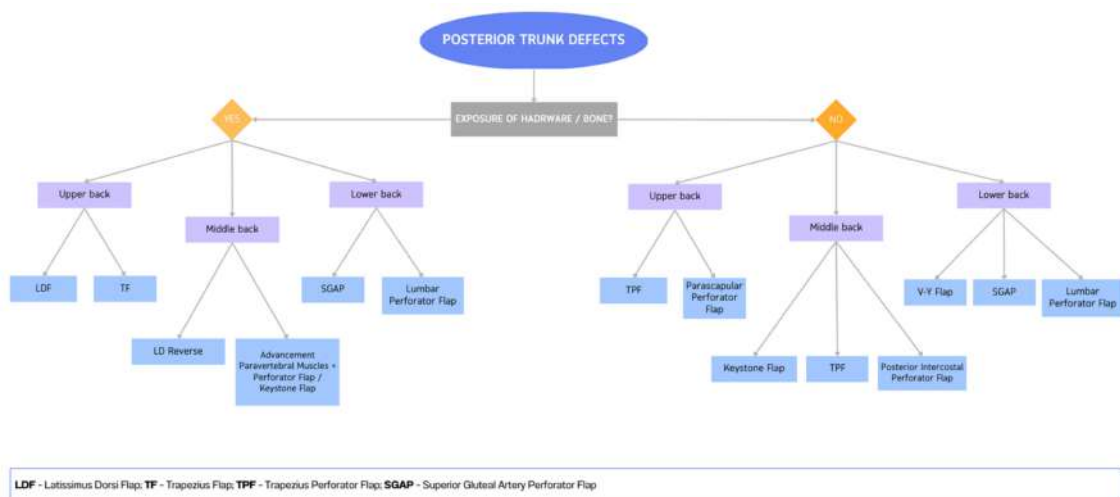 POSTERIOR TRUNK DEFECTS
EXPOSURE OF HADRWARE / BONE?
YES
NO
Upper back
Middle back
Lower back
LDF
TF
LD Reverse
Advancement
Paravertebral Muscles +
Perforator Flap /
Keystone Flap
SGAP
Lumbar
Perforator Flap
Upper back
Middle back
Lower back
TPF
Parascapular
Perforator
Flap
Keystone Flap
TPF
Posterior Intercostal
Perforator Flap
V-Y Flap
SGAP
Lumbar
Perforator Flap
LDF - Latissimus Dorsi Flap; TF - Trapezius Flap; TPF - Trapezius Perforator Flap; SGAP - Superior Gluteal Artery Perforator Flap